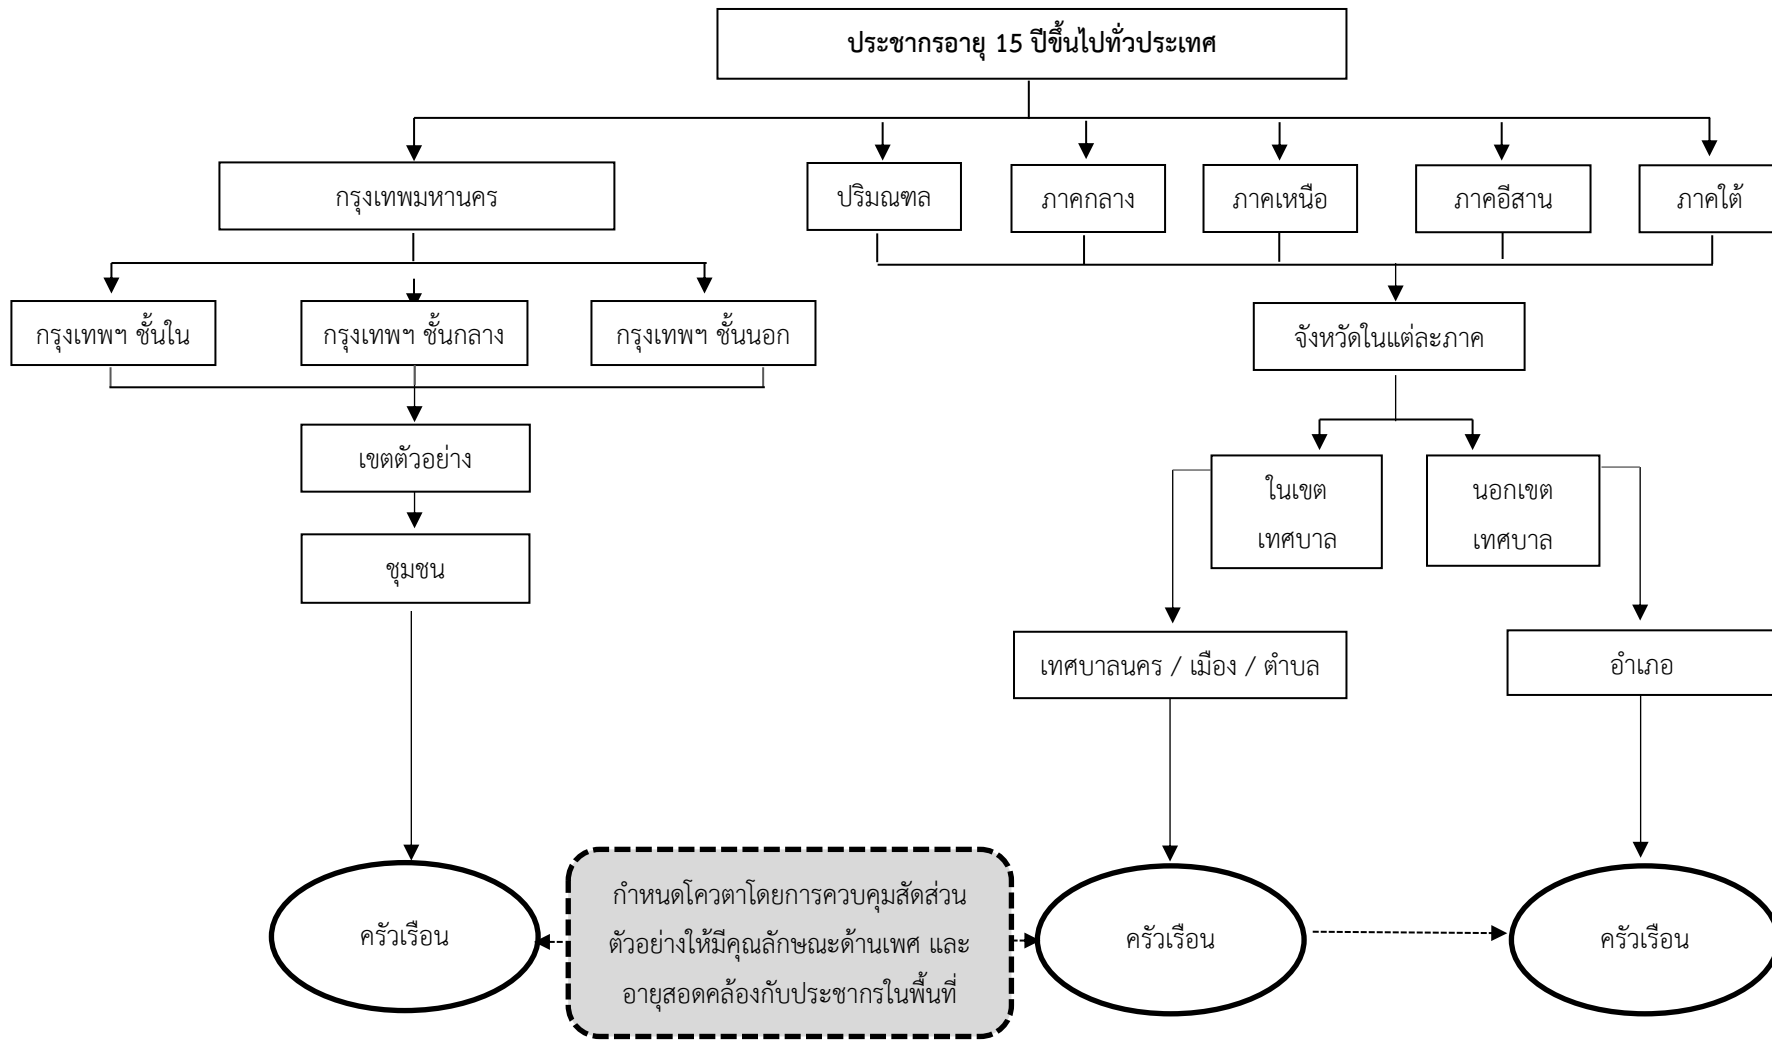 ประชากรอายุ 15 ปีขึ้นไปทั่วประเทศ
กรุงเทพมหานคร
ปริมณฑล
ภาคกลาง
ภาคเหนือ
ภาคอีสาน
ภาคใต้
กรุงเทพฯ ชั้นใน
กรุงเทพฯ ชั้นกลาง
กรุงเทพฯ ชั้นนอก
จังหวัดในแต่ละภาค
เขตตัวอย่าง
ในเขต
เทศบาล
นอกเขต
เทศบาล
ชุมชน
เทศบาลนคร / เมือง / ตำบล
อำเภอ
ครัวเรือน
กำหนดโควตาโดยการควบคุมสัดส่วน
ตัวอย่างให้มีคุณลักษณะด้านเพศ และ
อายุสอดคล้องกับประชากรในพื้นที่
ครัวเรือน
ครัวเรือน